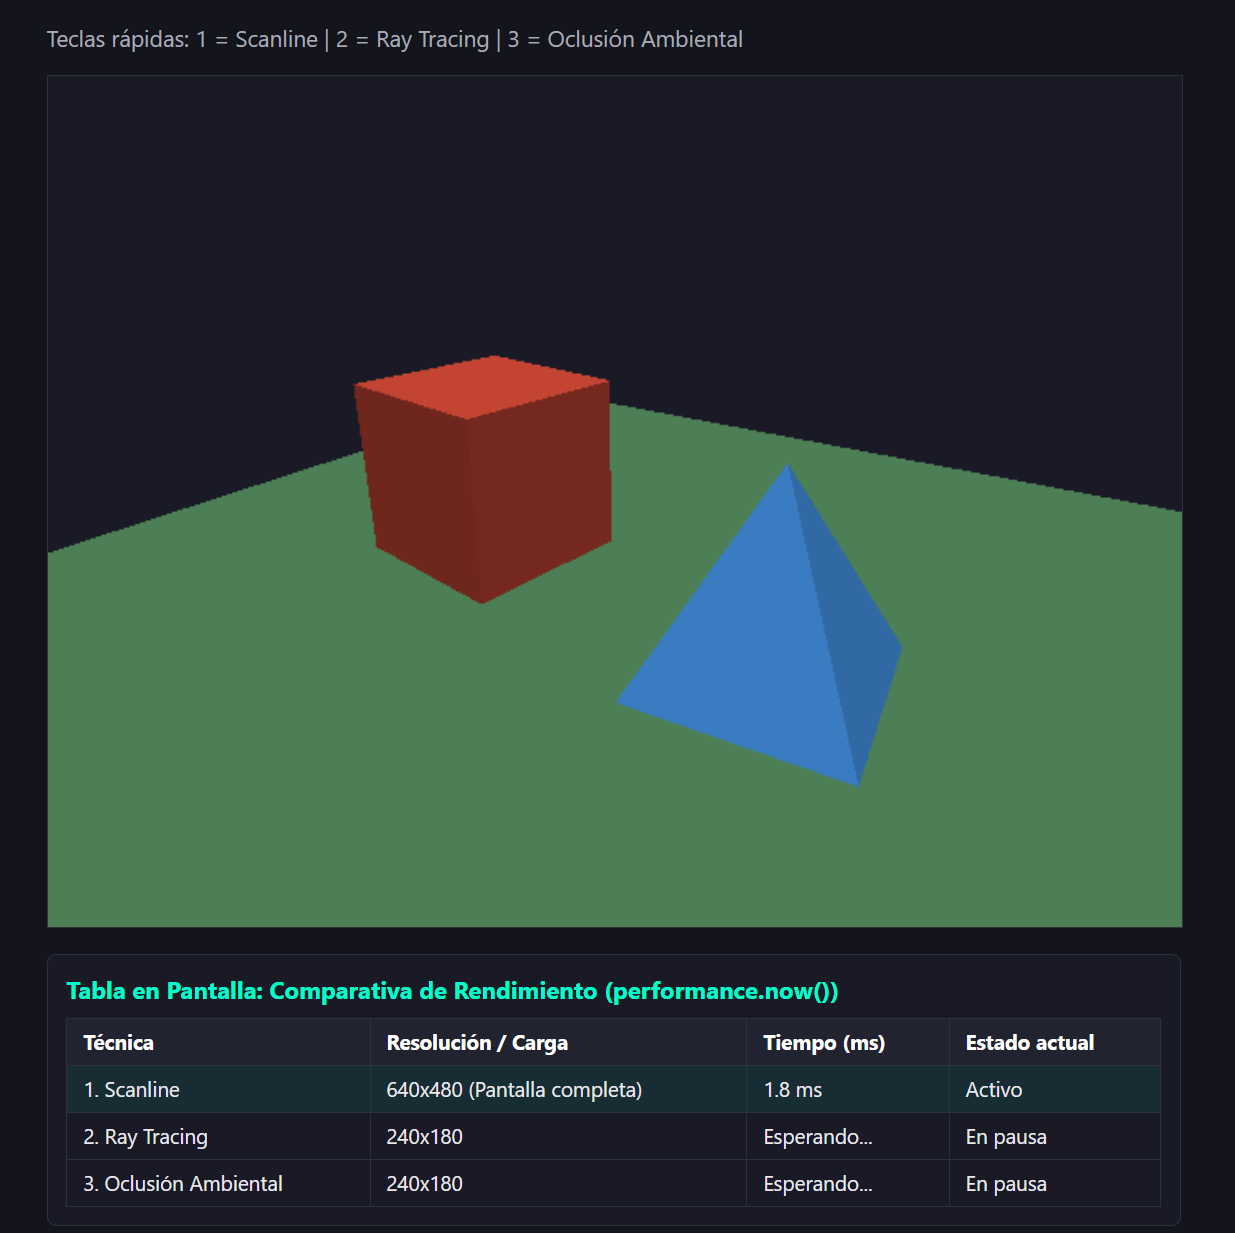 Teclas rápidas: 1 = Scanline | 2 = Ray Tracing | 3 = Oclusión Ambiental
Tabla en Pantalla: Comparativa de Rendimiento (performance.now())
Técnica Resolución / Carga Tiempo (ms) Estado actual
1. Scanline 640x480 (Pantalla completa) 1.8 ms Activo
2. Ray Tracing 240x180 Esperando... En pausa
3. Oclusión Ambiental 240x180 Esperando... En pausa